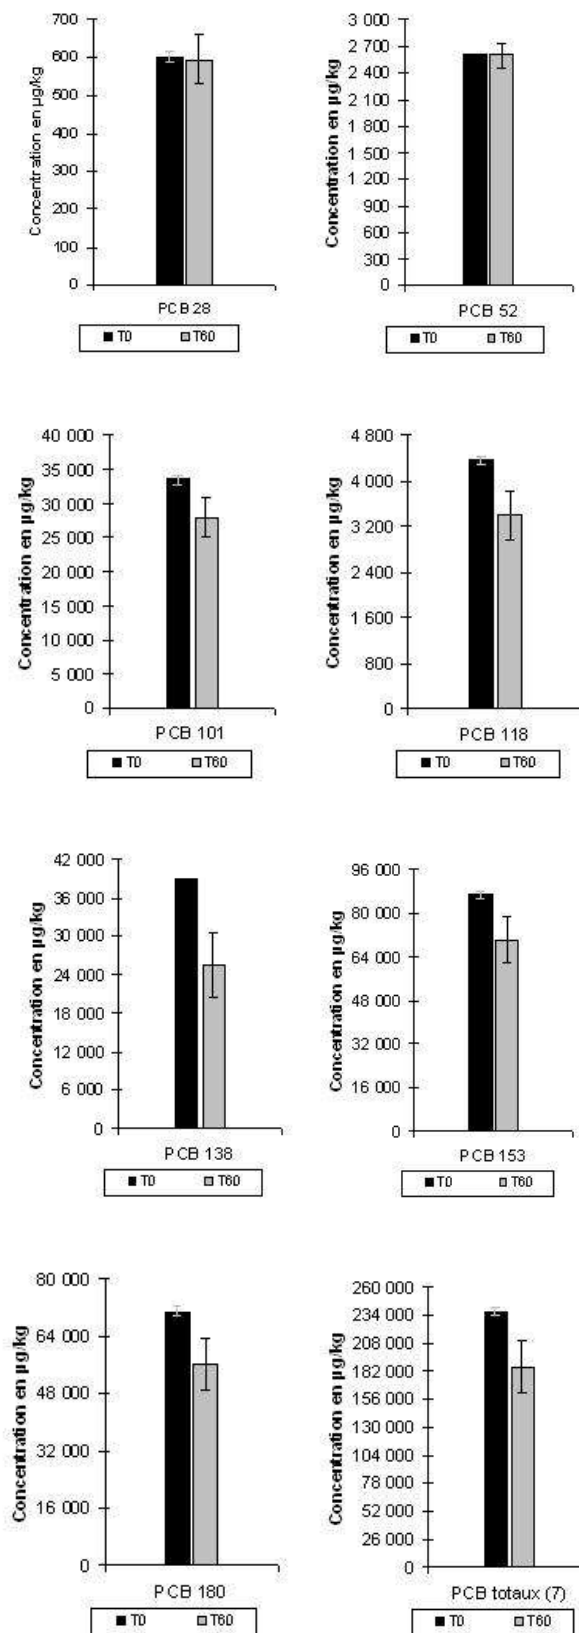 Concentration en µg/kg
700
600
500
400
300
200
100
0
PCB 28
T0 T60
Concentration en µg/kg
3 000
2 700
2 400
2 100
1 800
1 500
1 200
900
600
300
0
PCB 52
T0 T60
Concentration en µg/kg
40 000
35 000
30 000
25 000
20 000
15 000
10 000
5 000
0
PCB 101
T0 T60
Concentration en µg/kg
4 800
4 000
3 200
2 400
1 600
800
0
PCB 118
T0 T60
Concentration en µg/kg
42 000
36 000
30 000
24 000
18 000
12 000
6 000
0
PCB 138
T0 T60
Concentration en µg/kg
96 000
80 000
64 000
48 000
32 000
16 000
0
PCB 153
T0 T60
Concentration en µg/kg
80 000
64 000
48 000
32 000
16 000
0
PCB 180
T0 T60
Concentration en µg/kg
260 000
234 000
208 000
182 000
156 000
130 000
104 000
78 000
52 000
26 000
0
PCB totaux (7)
T0 T60